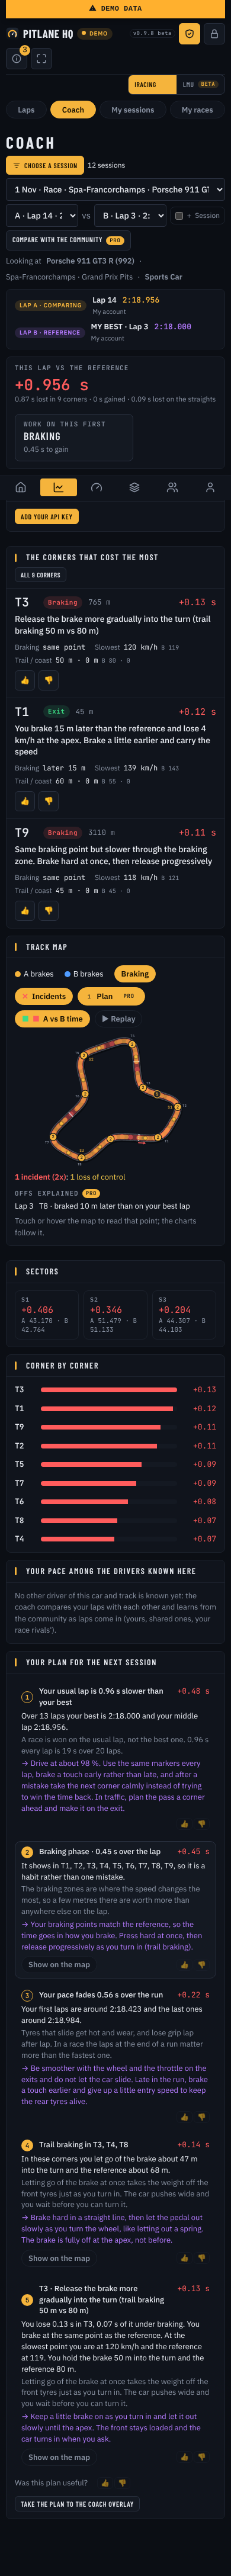 ⚠ DEMO DATA
PITLANE HQ
DEMO
v0.9.8 beta
3
IRACING
LMU BETA
Laps
Coach
My sessions
My races
COACH
CHOOSE A SESSION
12 sessions
1 Nov · Race · Spa-Francorchamps · Porsche 911 GT
A · Lap 14 · 2 vs B · Lap 3 · 2: + Session
COMPARE WITH THE COMMUNITY PRO
Looking at Porsche 911 GT3 R (992) ·
Spa-Francorchamps · Grand Prix Pits · Sports Car
LAP A · COMPARING Lap 14 2:18.956
My account
LAP B · REFERENCE MY BEST · Lap 3 2:18.000
My account
THIS LAP VS THE REFERENCE
+0.956 s
0.87 s lost in 9 corners · 0 s gained · 0.09 s lost on the straights
WORK ON THIS FIRST
BRAKING
0.45 s to gain
ADD YOUR API KEY
THE CORNERS THAT COST THE MOST
ALL 9 CORNERS
T3 Braking 765 m +0.13 s
Release the brake more gradually into the turn (trail
braking 50 m vs 80 m)
Braking same point Slowest 120 km/h B 119
Trail / coast 50 m · 0 m B 80 · 0
T1 Exit 45 m +0.12 s
You brake 15 m later than the reference and lose 4
km/h at the apex. Brake a little earlier and carry the
speed
Braking later 15 m Slowest 139 km/h B 143
Trail / coast 60 m · 0 m B 55 · 0
T9 Braking 3110 m +0.11 s
Same braking point but slower through the braking
zone. Brake hard at once, then release progressively
Braking same point Slowest 118 km/h B 121
Trail / coast 45 m · 0 m B 45 · 0
TRACK MAP
A brakes
B brakes
Braking
Incidents
1 Plan PRO
A vs B time
Replay
1 incident (2x): 1 loss of control
OFFS EXPLAINED PRO
Lap 3 T8 · braked 10 m later than on your best lap
Touch or hover the map to read that point; the charts
follow it.
SECTORS
S1
+0.406
A 43.170 · B
42.764
S2
+0.346
A 51.479 · B
51.133
S3
+0.204
A 44.307 · B
44.103
CORNER BY CORNER
T3 +0.13
T1 +0.12
T9 +0.11
T2 +0.11
T5 +0.09
T7 +0.09
T6 +0.08
T8 +0.07
T4 +0.07
YOUR PACE AMONG THE DRIVERS KNOWN HERE
No other driver of this car and track is known yet: the
coach compares your laps with each other and learns from
the community as laps come in (yours, shared ones, your
race rivals').
YOUR PLAN FOR THE NEXT SESSION
1 Your usual lap is 0.96 s slower than
your best
+0.48 s
Over 13 laps your best is 2:18.000 and your middle
lap 2:18.956.
A race is won on the usual lap, not the best one. 0.96 s
every lap is 19 s over 20 laps.
→ Drive at about 98 %. Use the same markers every
lap, brake a touch early rather than late, and after a
mistake take the next corner calmly instead of trying
to win the time back. In traffic, plan the pass a corner
ahead and make it on the exit.
2 Braking phase · 0.45 s over the lap +0.45 s
It shows in T1, T2, T3, T4, T5, T6, T7, T8, T9, so it is a
habit rather than one mistake.
The braking zones are where the speed changes the
most, so a few metres there are worth more than
anywhere else on the lap.
→ Your braking points match the reference, so the
time goes in how you brake. Press hard at once, then
release progressively as you turn in (trail braking).
Show on the map
3 Your pace fades 0.56 s over the run +0.22 s
Your first laps are around 2:18.423 and the last ones
around 2:18.984.
Tyres that slide get hot and wear, and lose grip lap
after lap. In a race the laps at the end of a run matter
more than the fastest one.
→ Be smoother with the wheel and the throttle on the
exits and do not let the car slide. Late in the run, brake
a touch earlier and give up a little entry speed to keep
the rear tyres alive.
4 Trail braking in T3, T4, T8 +0.14 s
In these corners you let go of the brake about 47 m
into the turn and the reference about 68 m.
Letting go of the brake at once takes the weight off the
front tyres just as you turn in. The car pushes wide and
you wait before you can turn it.
→ Brake hard in a straight line, then let the pedal out
slowly as you turn the wheel, like letting out a spring.
The brake is fully off at the apex, not before.
Show on the map
5 T3 · Release the brake more
gradually into the turn (trail braking
50 m vs 80 m)
+0.13 s
You lose 0.13 s in T3, 0.07 s of it under braking. You
brake at the same point as the reference. At the
slowest point you are at 120 km/h and the reference
at 119. You hold the brake 50 m into the turn and the
reference 80 m.
Letting go of the brake at once takes the weight off the
front tyres just as you turn in. The car pushes wide and
you wait before you can turn it.
→ Keep a little brake on as you turn in and let it out
slowly until the apex. The front stays loaded and the
car turns in when you ask.
Show on the map
Was this plan useful?
TAKE THE PLAN TO THE COACH OVERLAY